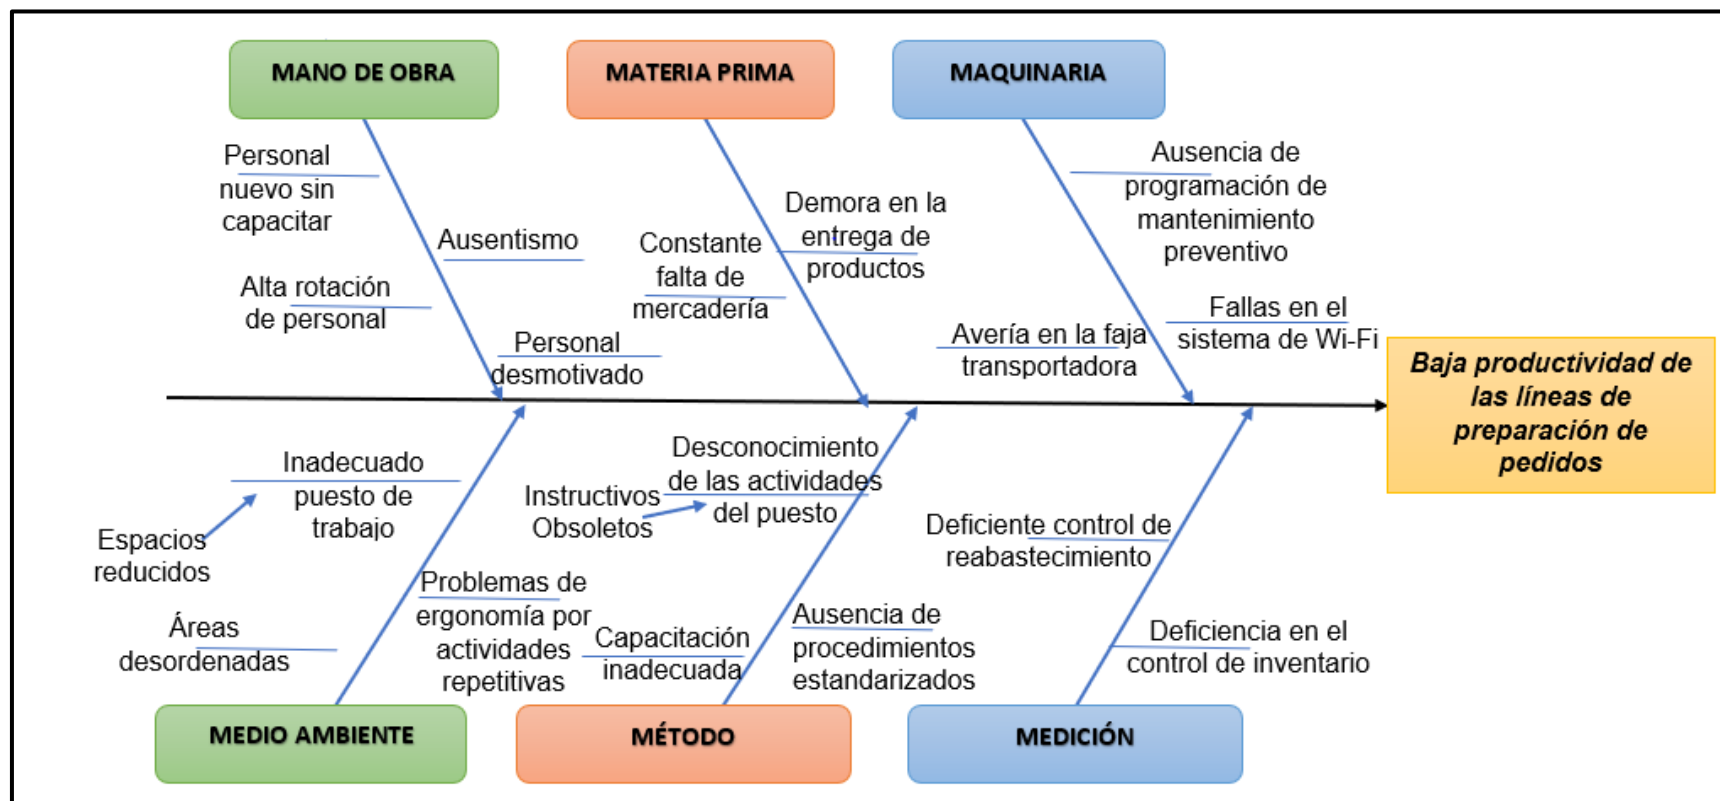 MANO DE OBRA
MATERIA PRIMA
MAQUINARIA
Personal
nuevo sin
capacitar
Ausentismo
Alta rotación
de personal
Personal
desmotivado
Demora en la
entrega de
productos
Constante
falta de
mercadería
Ausencia de
programación de
mantenimiento
preventivo
Fallas en el
sistema de Wi-Fi
Avería en la faja
transportadora
Baja productividad de
las líneas de
preparación de
pedidos
Inadecuado
puesto de
trabajo
Espacios
reducidos
Áreas
desordenadas
Problemas de
ergonomía por
actividades
repetitivas
Desconocimiento
de las actividades
del puesto
Instructivos
Obsoletos
Capacitación
inadecuada
Ausencia de
procedimientos
estandarizados
Deficiente control de
reabastecimiento
Deficiencia en el
control de inventario
MEDIO AMBIENTE
MÉTODO
MEDICIÓN